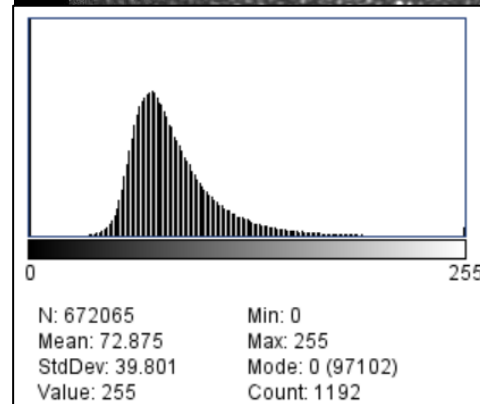 0 255
N: 672065 Min: 0
Mean: 72.875 Max: 255
StdDev: 39.801 Mode: 0 (97102)
Value: 255 Count: 1192